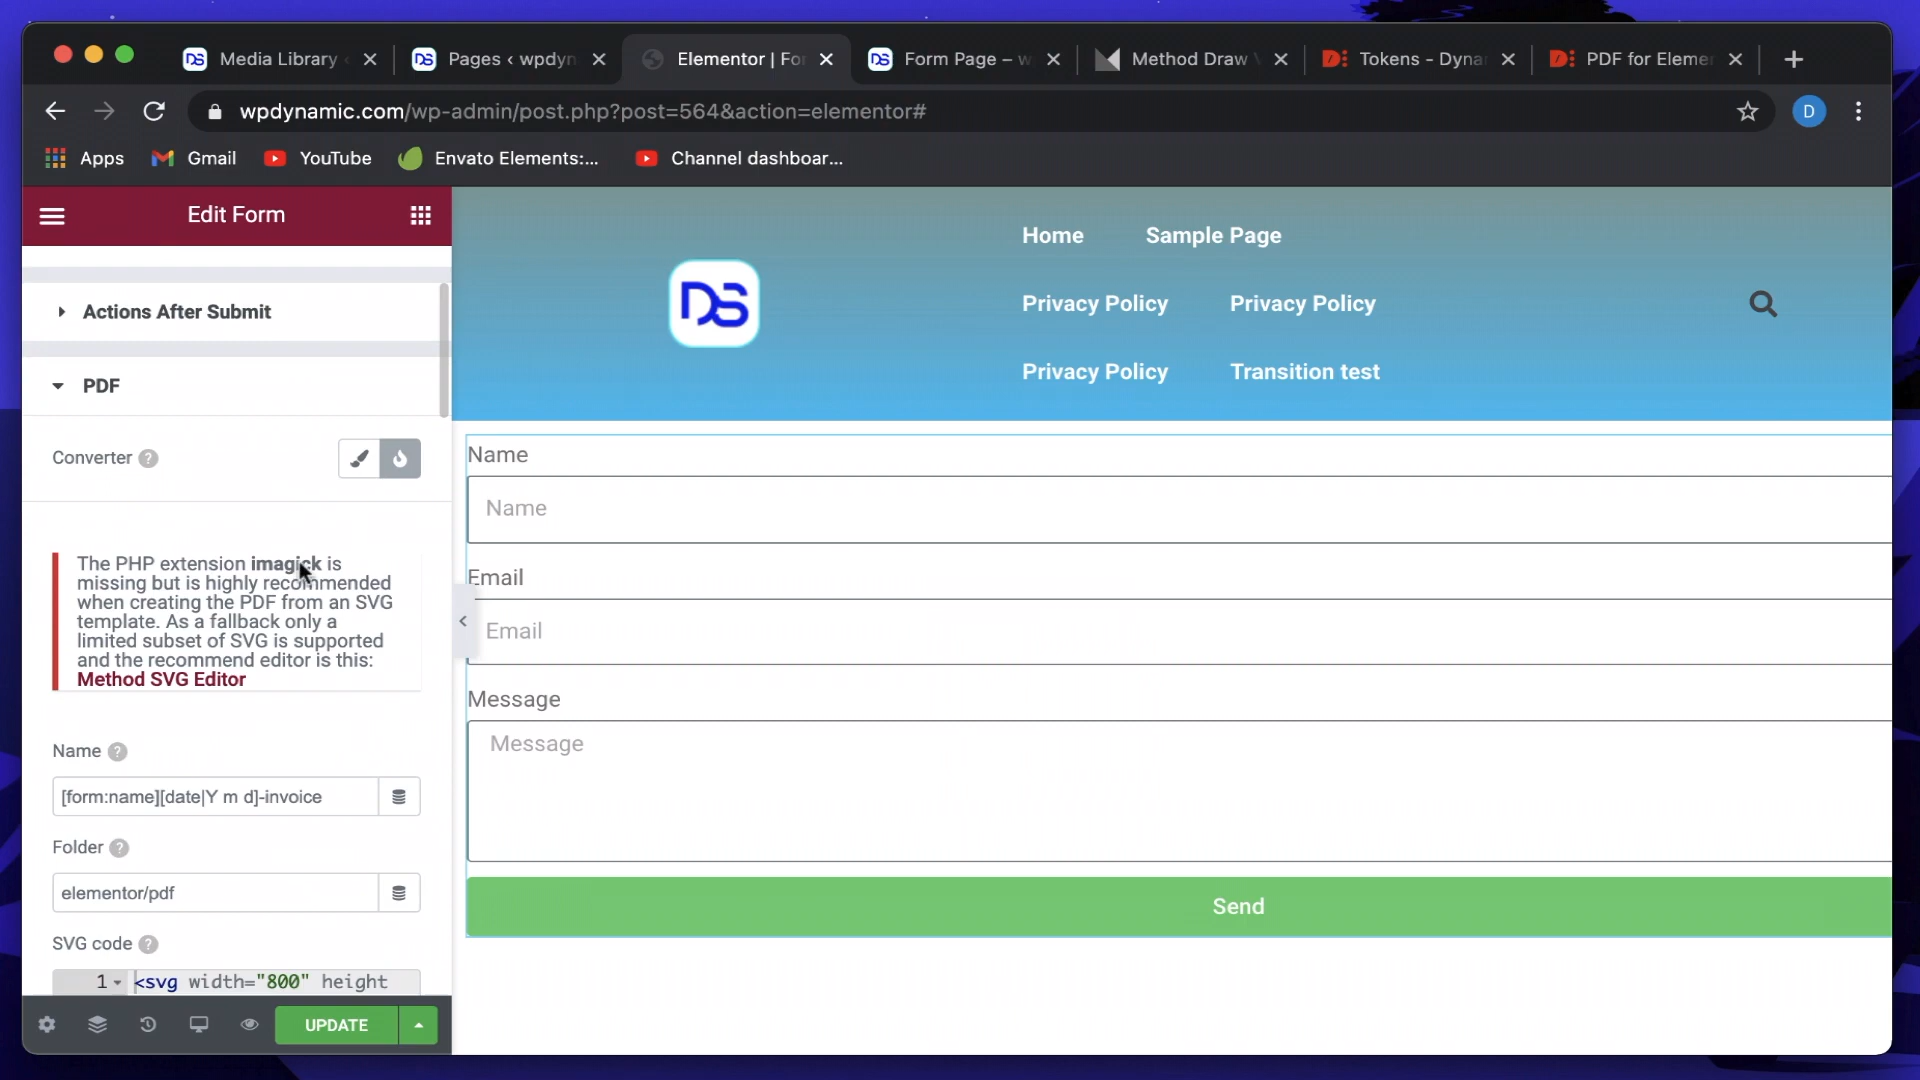 Media Library ‹
Pages ‹ wpdyn
Elementor | Fo
Form Page – w
Method Draw
Tokens - Dyna
PDF for Eleme
wpdynamic.com/wp-admin/post.php?post=564&action=elementor#
D
Apps
Gmail
YouTube
Envato Elements:...
Channel dashboar...
Edit Form
Actions After Submit
PDF
Converter ?
The PHP extension imagick is
missing but is highly recommended
when creating the PDF from an SVG
template. As a fallback only a
limited subset of SVG is supported
and the recommend editor is this:
Method SVG Editor
Name ?
[form:name][date|Y m d]-invoice
Folder ?
elementor/pdf
SVG code ?
1 <svg width="800" height
UPDATE
DS
Home
Sample Page
Privacy Policy
Privacy Policy
Privacy Policy
Transition test
Name
Name
Email
Email
Message
Message
Send